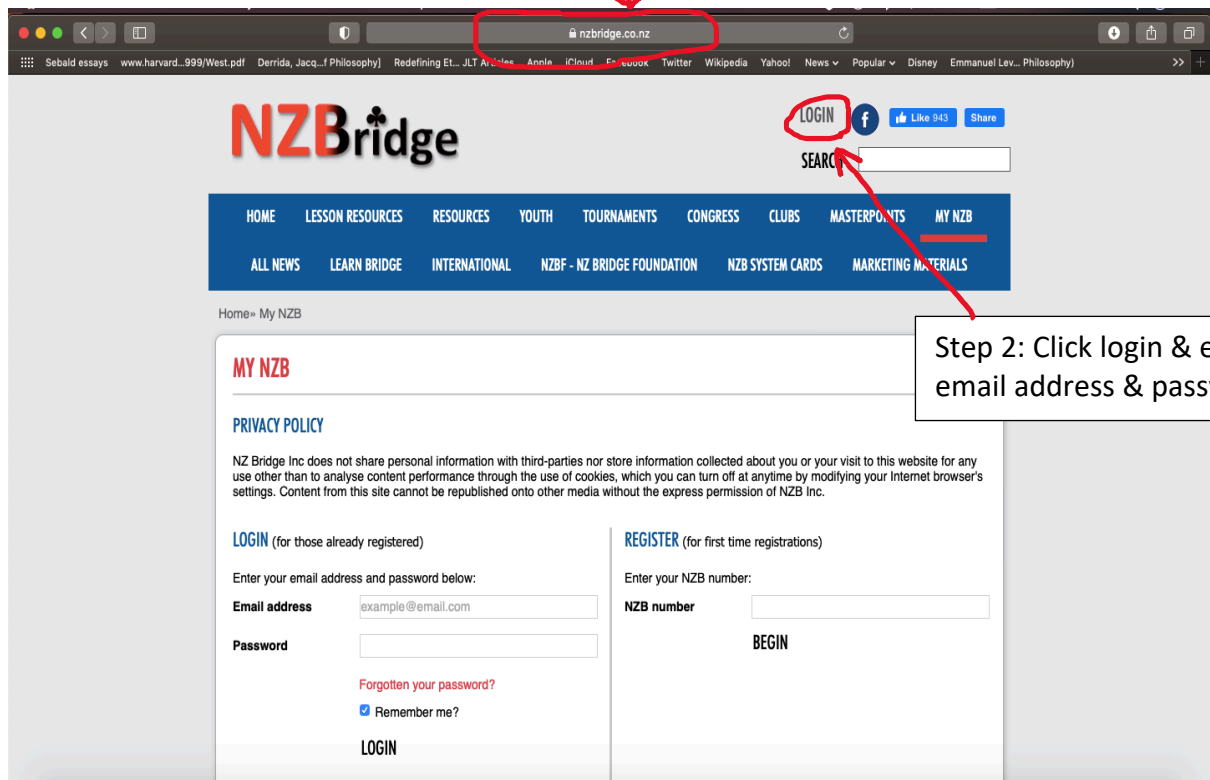 nzbridge.co.nz
Sebald essays www.harvard...999/West.pdf Derrida, Jacq...f Philosophy] Redefining Et... JLT Articles Apple iCloud Facebook Twitter Wikipedia Yahoo! News Popular Disney Emmanuel Lev... Philosophy) >> +
NZBridge
LOGIN f Like 943 Share
SEARCH
HOME LESSON RESOURCES RESOURCES YOUTH TOURNAMENTS CONGRESS CLUBS MASTERPOINTS MY NZB
ALL NEWS LEARN BRIDGE INTERNATIONAL NZBF - NZ BRIDGE FOUNDATION NZB SYSTEM CARDS MARKETING MATERIALS
Home» My NZB
Step 2: Click login & e
email address & pass
MY NZB
PRIVACY POLICY
NZ Bridge Inc does not share personal information with third-parties nor store information collected about you or your visit to this website for any
use other than to analyse content performance through the use of cookies, which you can turn off at anytime by modifying your Internet browser's
settings. Content from this site cannot be republished onto other media without the express permission of NZB Inc.
LOGIN (for those already registered)
Enter your email address and password below:
Email address example@email.com
Password
Forgotten your password?
Remember me?
LOGIN
REGISTER (for first time registrations)
Enter your NZB number:
NZB number
BEGIN